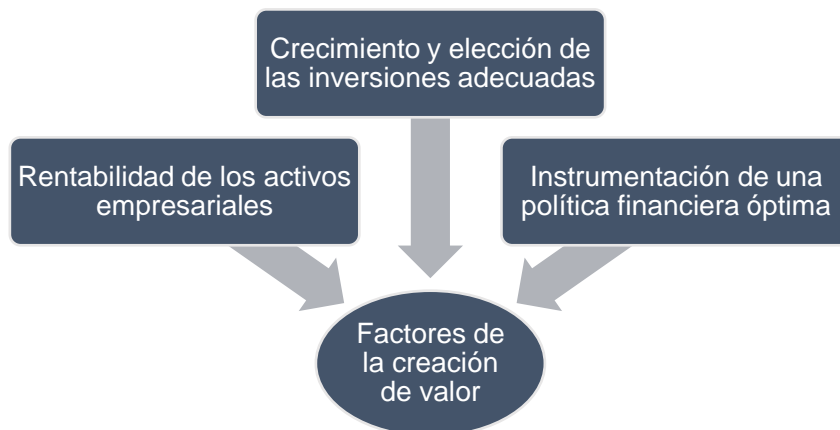 Crecimiento y elección de
las inversiones adecuadas
Rentabilidad de los activos
empresariales
Instrumentación de una
política financiera óptima
Factores de
la creación
de valor